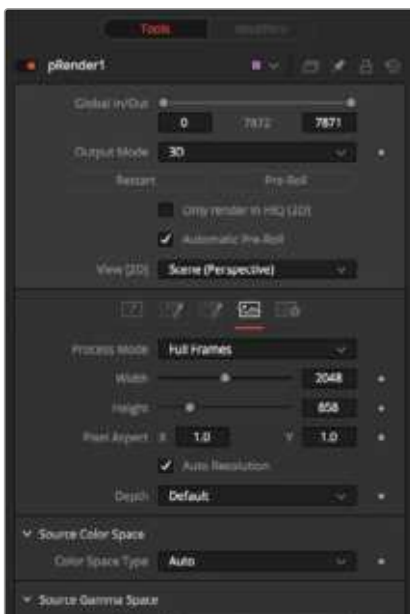 Tools Modifiers
pRender1
Global In/Out
0 7872 7871
Output Mode 3D
Restart Pre-Roll
Only render in HiQ (2D)
Automatic Pre-Roll
View (2D) Scene (Perspective)
Process Mode Full Frames
Width 2048
Height 858
Pixel Aspect X 1.0 Y 1.0
Auto Resolution
Depth Default
Source Color Space
Color Space Type Auto
Source Gamma Space